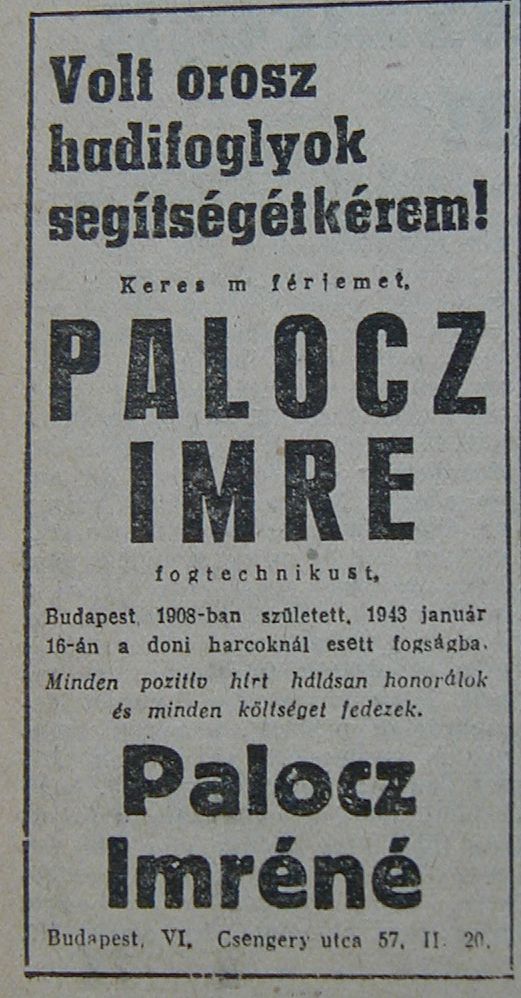 Volt orosz
hadifoglyok
segítségét kérem!
Keres m férjemet,
PALOCZ
IMRE
fogtechnikust,
Budapest, 1908-ban született, 1943 január
16-án a doni harcoknál esett fogságba.
Minden pozitív hírt hálásan honorálok
és minden költséget fedezek.
Palocz
Imréné
Budapest, VI, Csengery utca 57, II. 20.